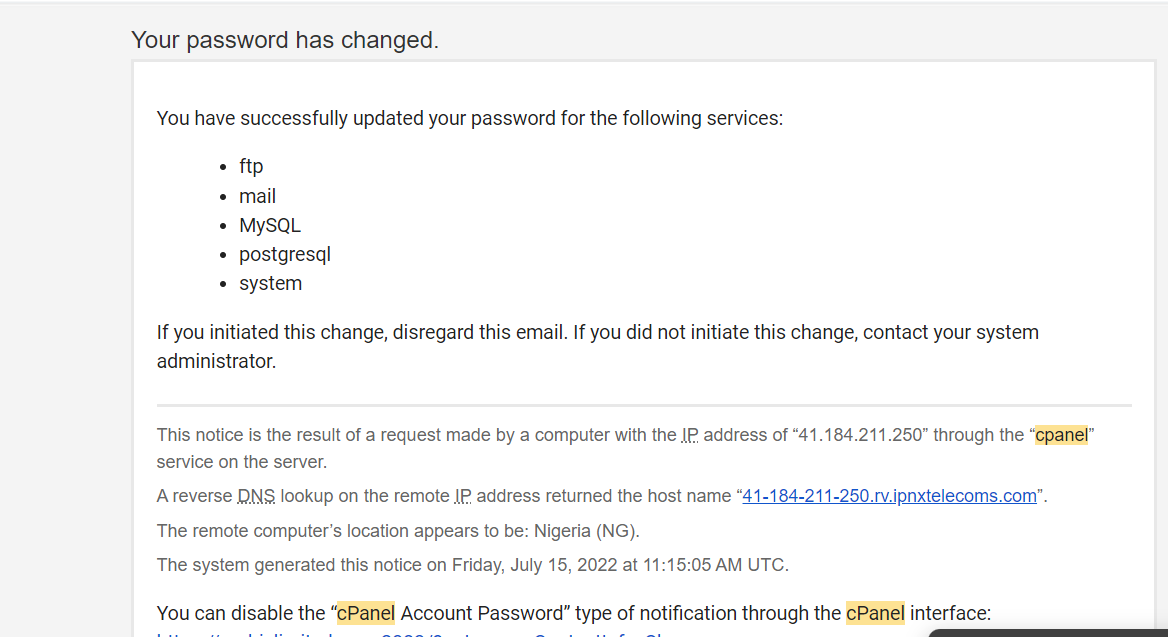 Your password has changed.
You have successfully updated your password for the following services:
• ftp
• mail
• MySQL
• postgresql
• system
If you initiated this change, disregard this email. If you did not initiate this change, contact your system
administrator.
This notice is the result of a request made by a computer with the IP address of “41.184.211.250” through the “cpanel”
service on the server.
A reverse DNS lookup on the remote IP address returned the host name “41-184-211-250.rv.ipnxtelecoms.com”.
The remote computer’s location appears to be: Nigeria (NG).
The system generated this notice on Friday, July 15, 2022 at 11:15:05 AM UTC.
You can disable the “cPanel Account Password” type of notification through the cPanel interface: